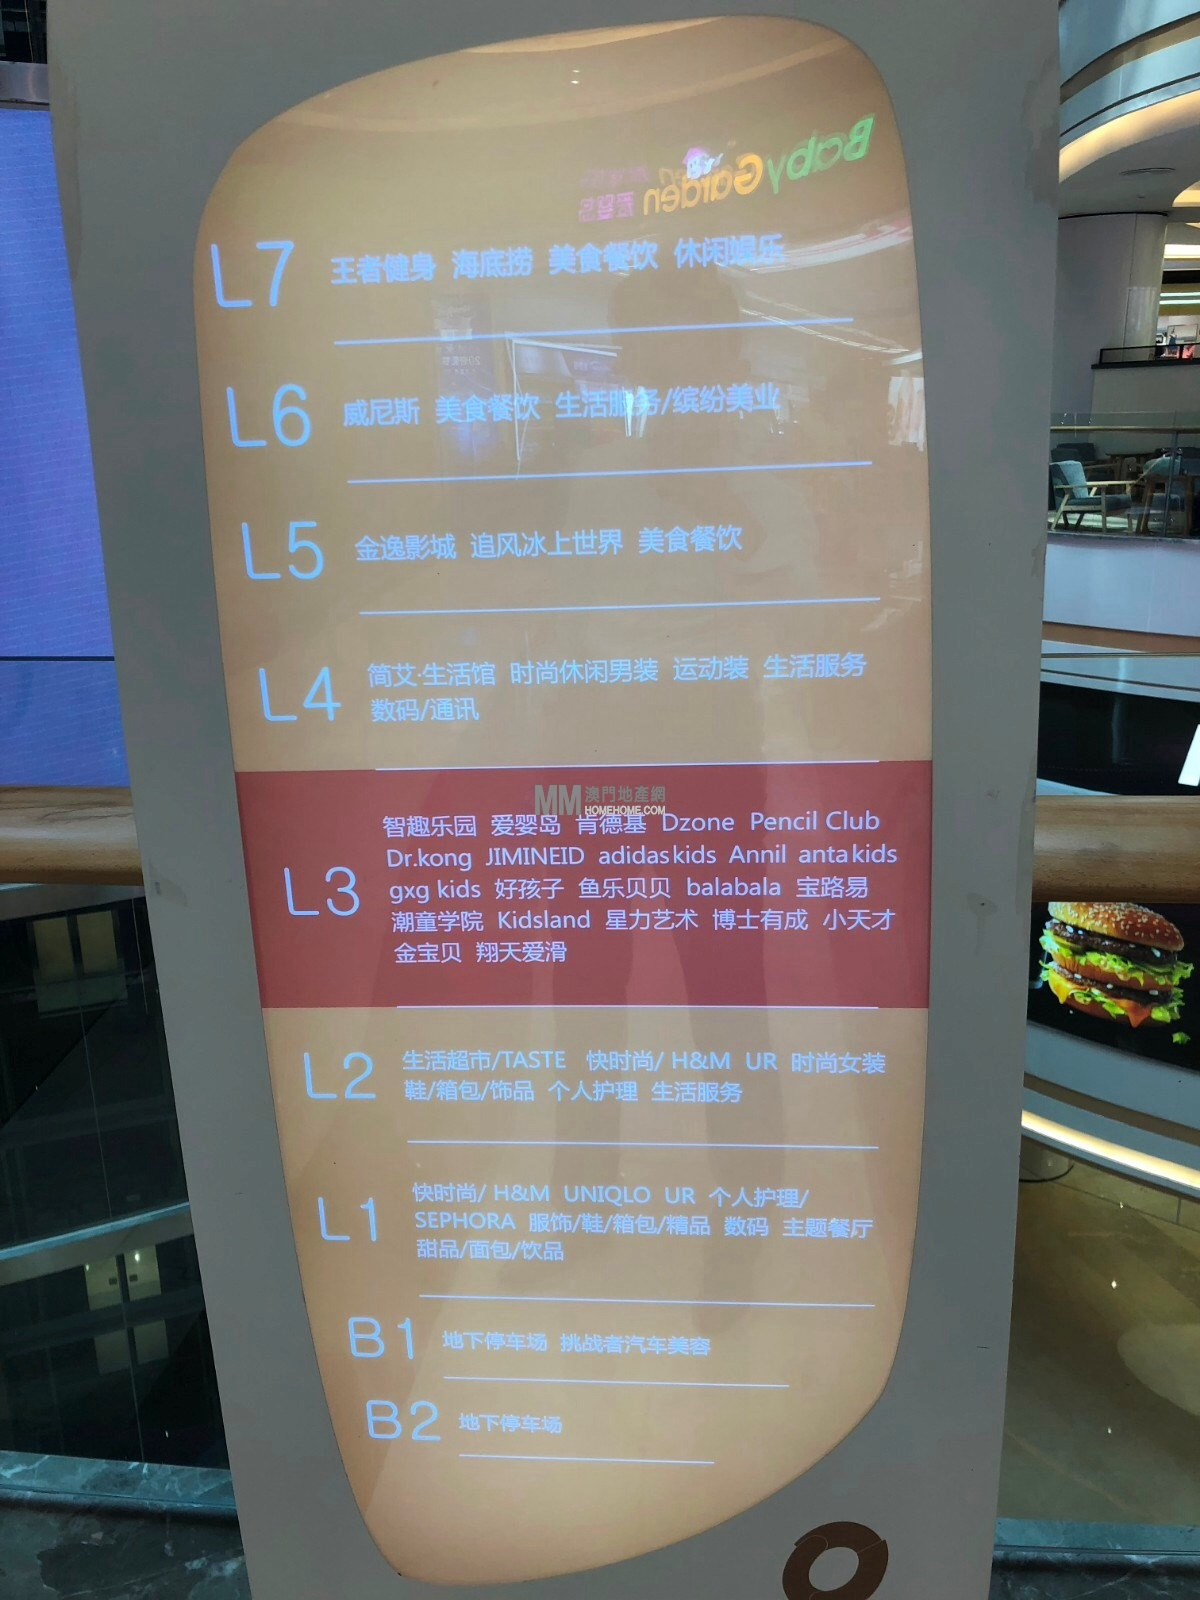 Baby Garden
L7 王者健身 海底捞 美食餐饮 休闲娱乐
L6 威尼斯 美食餐饮 生活服务/缤纷美业
L5 金逸影城 追风冰上世界 美食餐饮
L4 简艾·生活馆 时尚休闲男装 运动装 生活服务
数码/通讯
MM 澳門地產網
HOMEHOME.COM
L3 智趣乐园 爱婴岛 肯德基 Dzone Pencil Club
Dr.kong JIMINEID adidas kids Annil anta kids
gxg kids 好孩子 鱼乐贝贝 balabala 宝路易
潮童学院 Kidsland 星力艺术 博士有成 小天才
金宝贝 翔天爱滑
L2 生活超市/TASTE 快时尚/ H&M UR 时尚女装
鞋/箱包/饰品 个人护理 生活服务
L1 快时尚/ H&M UNIQLO UR 个人护理/
SEPHORA 服饰/鞋/箱包/精品 数码 主题餐厅
甜品/面包/饮品
B1 地下停车场 挑战者汽车美容
B2 地下停车场